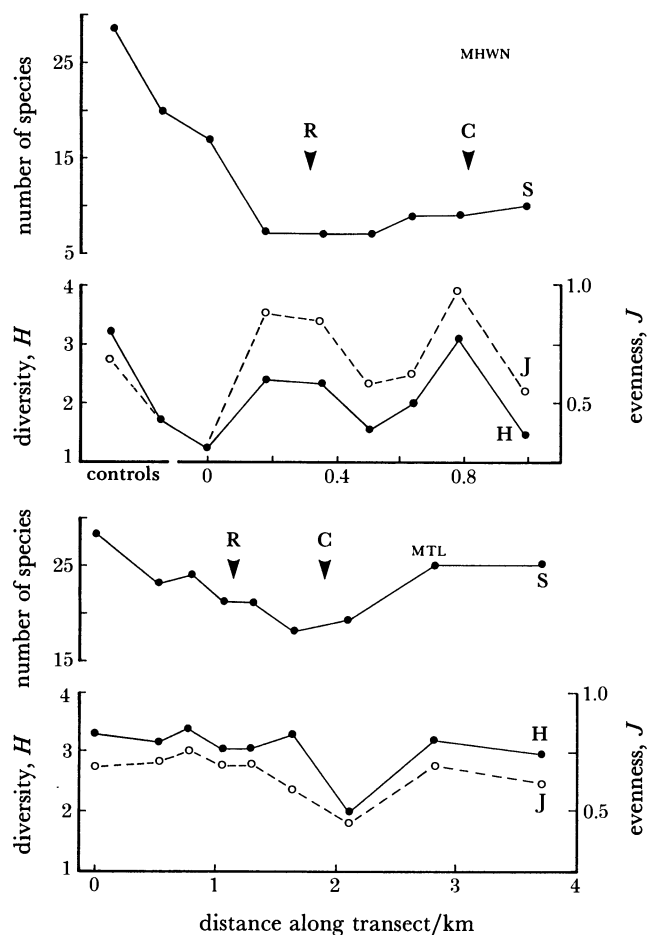 number of species
25
15
5
MHWN
R
C
S
diversity, H
4
3
2
1
1.0
0.5
evenness, J
J
H
controls
0
0.4
0.8
number of species
25
15
R
C
MTL
S
diversity, H
4
3
2
1
1.0
0.5
evenness, J
H
J
0
1
2
3
4
distance along transect/km